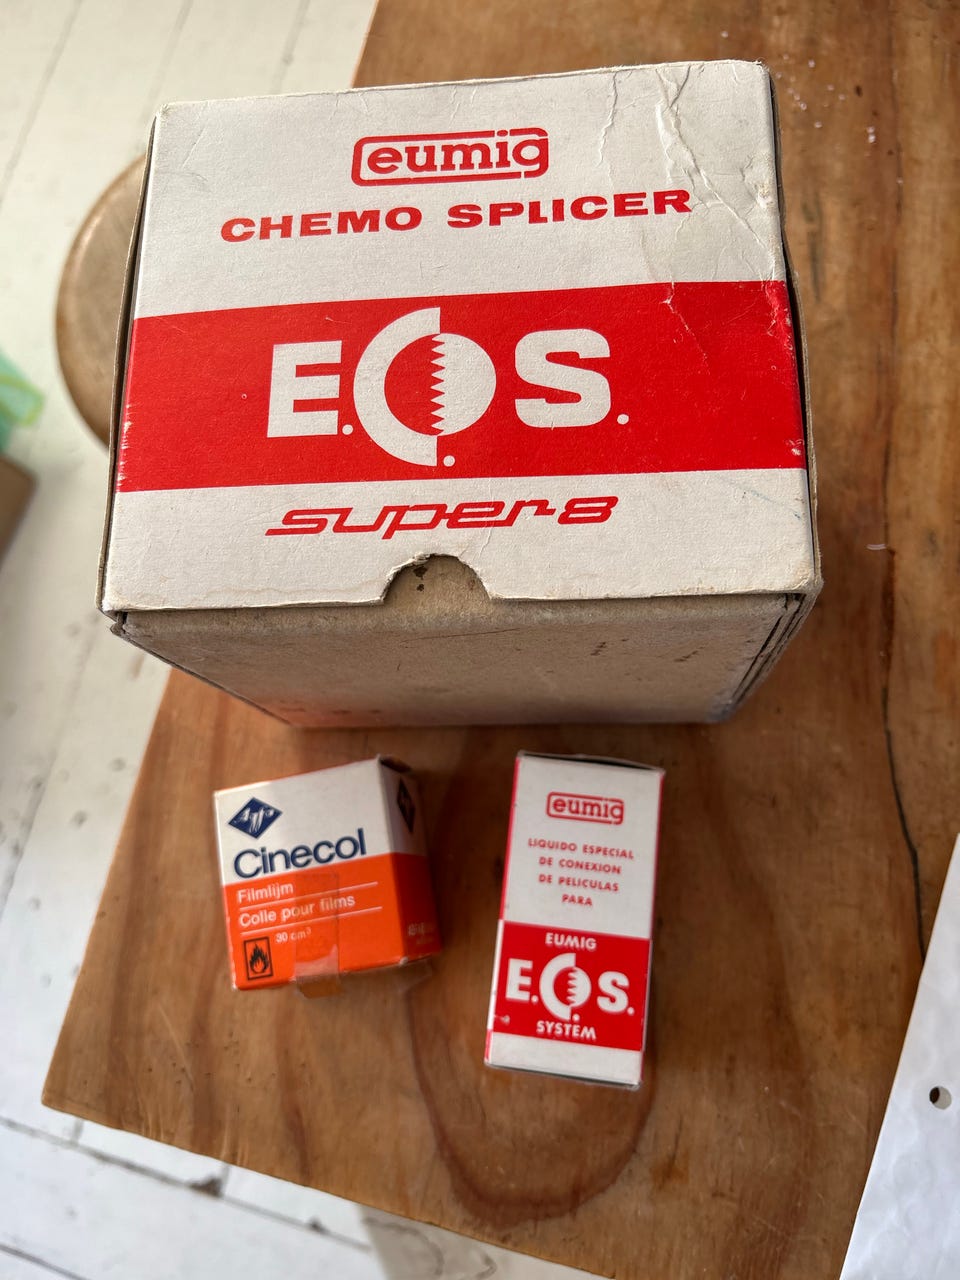 eumig
CHEMO SPLICER
E.O.S.
super8
Agfa
Cinecol
Filmlijm
Colle pour films
30 cm³
eumig
LIQUIDO ESPECIAL
DE CONEXION
DE PELICULAS
PARA
EUMIG
E.O.S.
SYSTEM